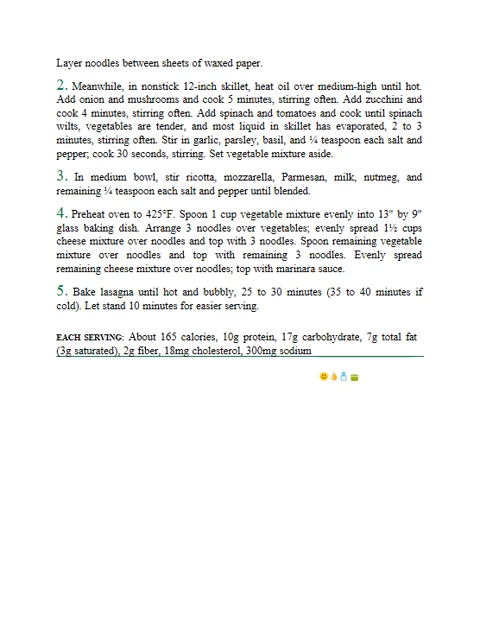 Layer noodles between sheets of waxed paper.
2. Meanwhile, in nonstick 12-inch skillet, heat oil over medium-high until hot.
Add onion and mushrooms and cook 5 minutes, stirring often. Add zucchini and
cook 4 minutes, stirring often. Add spinach and tomatoes and cook until spinach
wilts, vegetables are tender, and most liquid in skillet has evaporated, 2 to 3
minutes, stirring often. Stir in garlic, parsley, basil, and ¼ teaspoon each salt and
pepper; cook 30 seconds, stirring. Set vegetable mixture aside.
3. In medium bowl, stir ricotta, mozzarella, Parmesan, milk, nutmeg, and
remaining ¼ teaspoon each salt and pepper until blended.
4. Preheat oven to 425°F. Spoon 1 cup vegetable mixture evenly into 13" by 9"
glass baking dish. Arrange 3 noodles over vegetables; evenly spread 1½ cups
cheese mixture over noodles and top with 3 noodles. Spoon remaining vegetable
mixture over noodles and top with remaining 3 noodles. Evenly spread
remaining cheese mixture over noodles; top with marinara sauce.
5. Bake lasagna until hot and bubbly, 25 to 30 minutes (35 to 40 minutes if
cold). Let stand 10 minutes for easier serving.
EACH SERVING: About 165 calories, 10g protein, 17g carbohydrate, 7g total fat
(3g saturated), 2g fiber, 18mg cholesterol, 300mg sodium